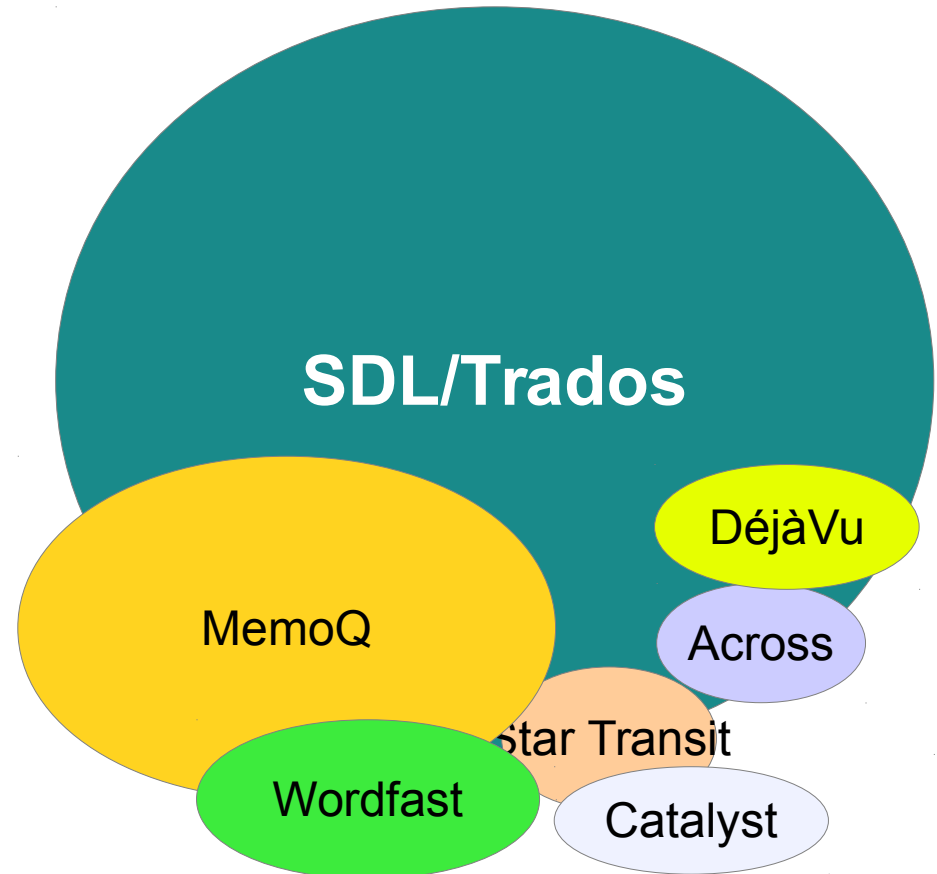 SDL/Trados
DéjàVu
MemoQ
Across
Star Transit
Wordfast
Catalyst